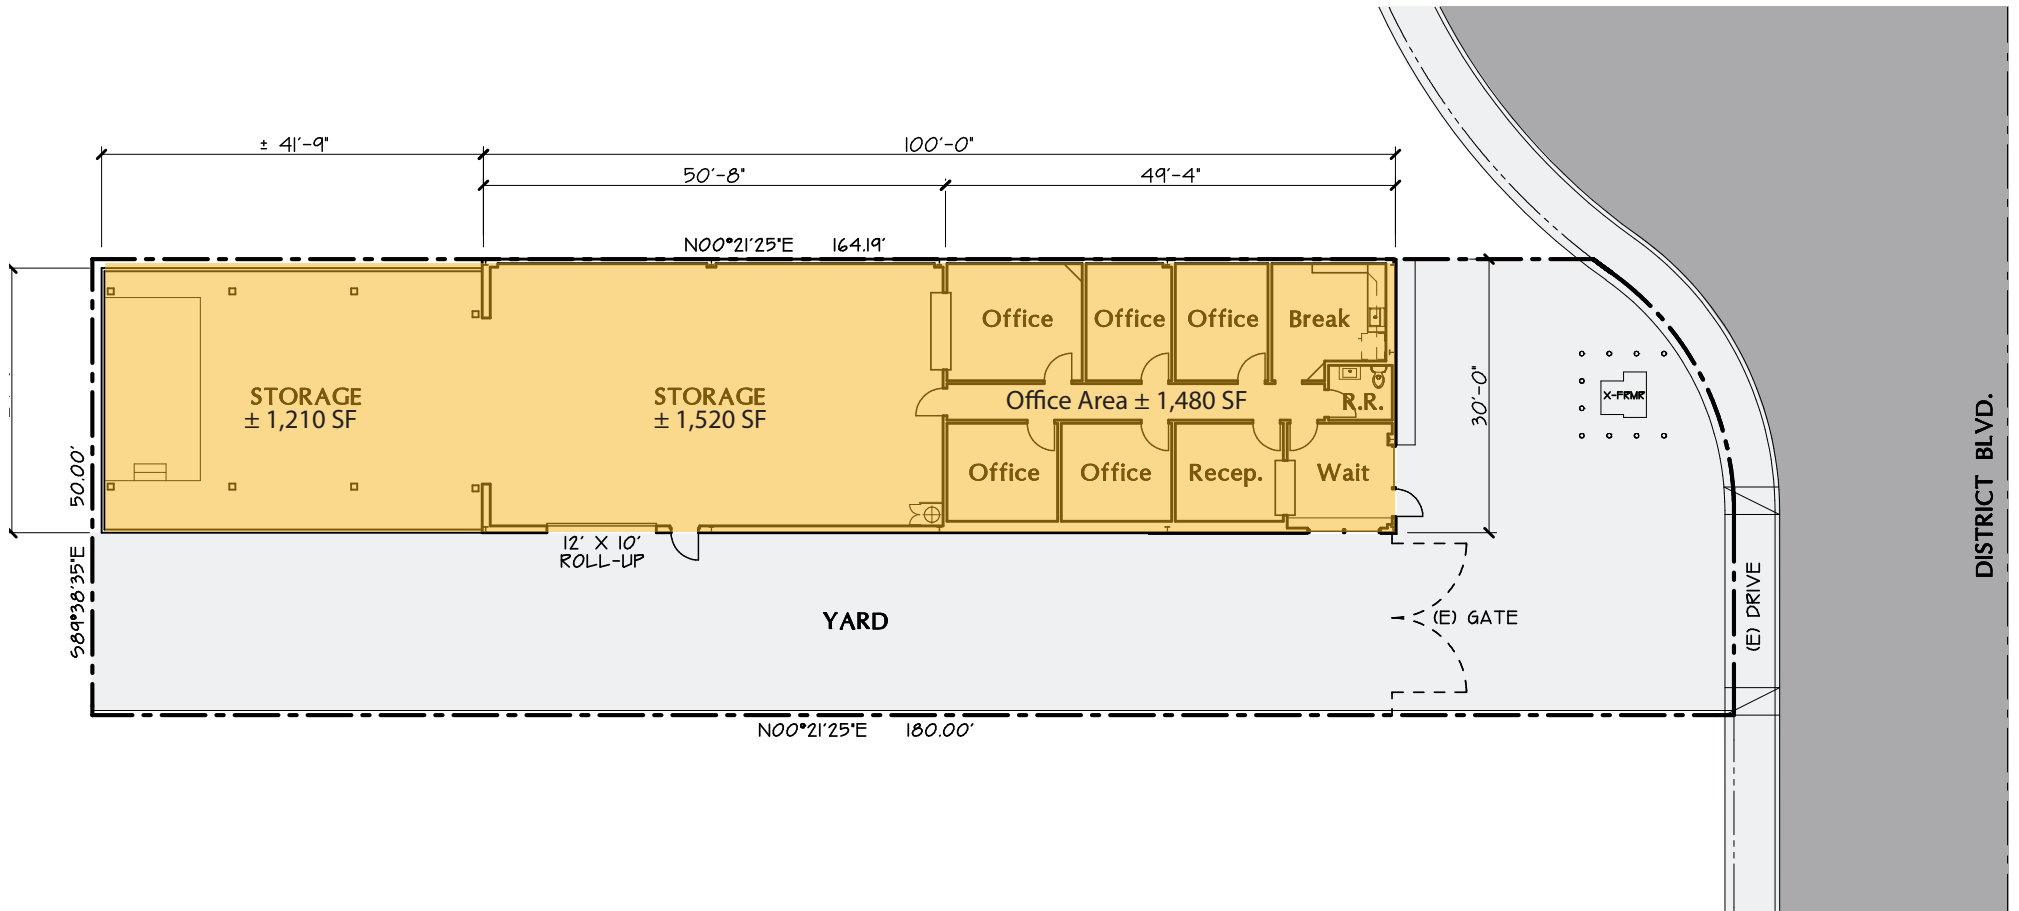 ± 41'-9"
100'-0"
50'-8"
49'-4"
N00°21'25"E 164.19'
Office
Office
Office
Break
STORAGE
± 1,210 SF
STORAGE
± 1,520 SF
Office Area ± 1,480 SF
R.R.
30'-0"
X-FRMR
Office
Office
Recep.
Wait
50.00'
S89°38'35"E
12' X 10'
ROLL-UP
YARD
(E) GATE
(E) DRIVE
DISTRICT BLVD.
N00°21'25"E 180.00'